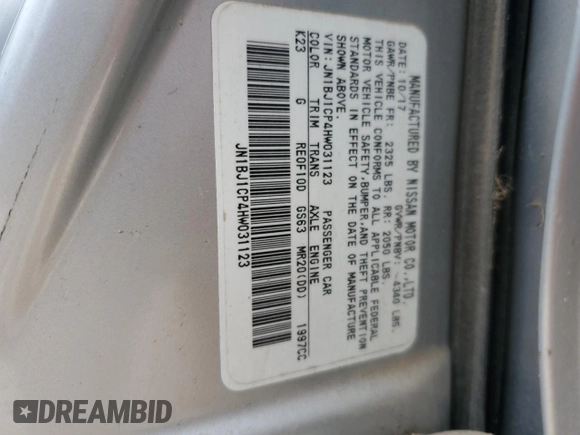 MANUFACTURED BY NISSAN MOTOR CO.,LTD.
DATE: 10/17 GVWR/PNBV: -4340 LBS.
GAWR/PNBE FR: 2325 LBS. RR: 2050 LBS.
THIS VEHICLE CONFORMS TO ALL APPLICABLE FEDERAL
MOTOR VEHICLE SAFETY,BUMPER,AND THEFT PREVENTION
STANDARDS IN EFFECT ON THE DATE OF MANUFACTURE
SHOWN ABOVE.
VIN: JN1BJ1CP4HW031123 PASSENGER CAR
COLOR TRIM TRANS AXLE ENGINE
K23 G RE0F10D GS63 MR20(DD) 1997CC
JN1BJ1CP4HW031123
DREAMBID